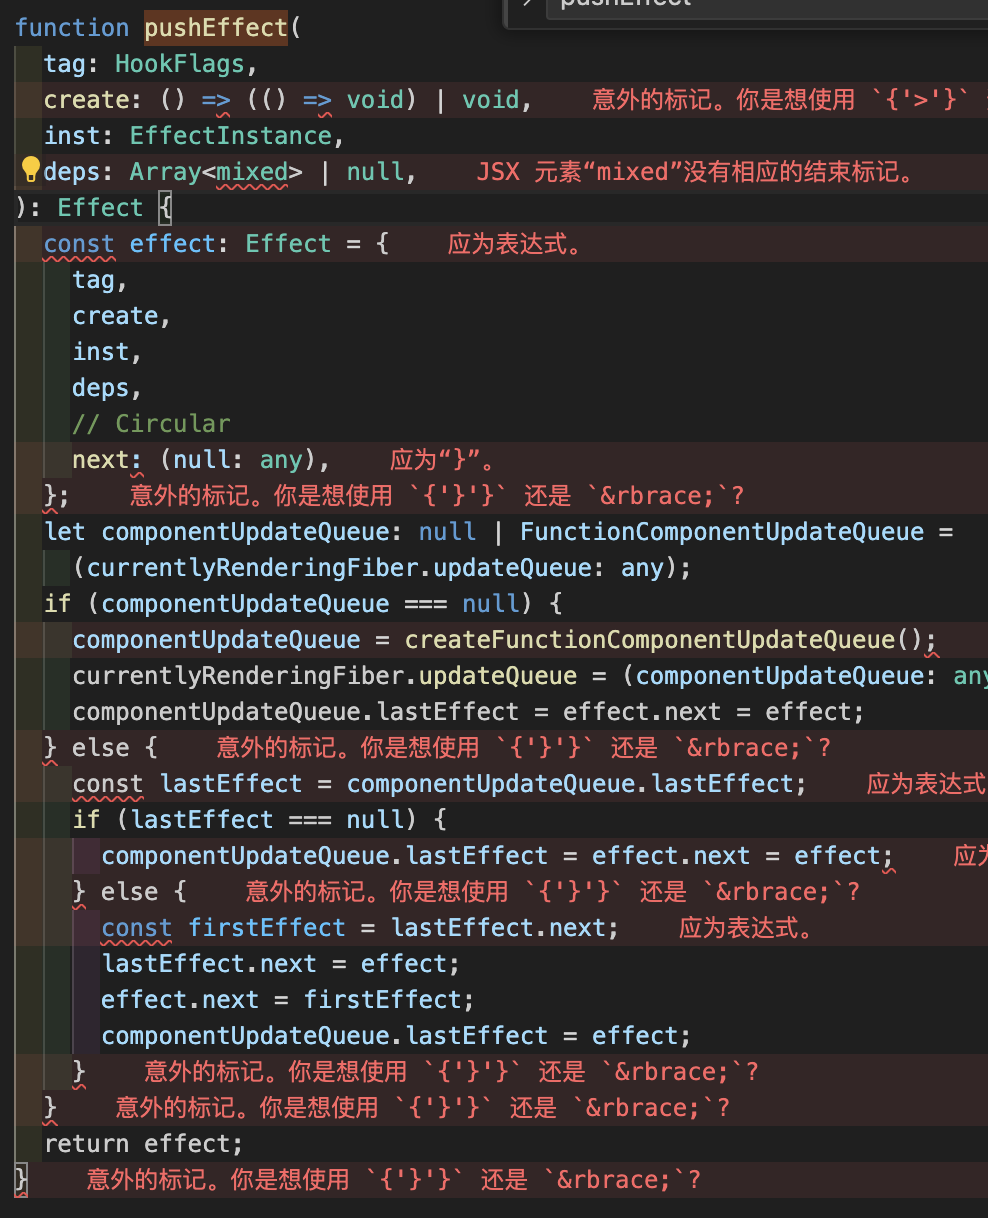 pushEffect
function pushEffect(
tag: HookFlags,
create: () => (() => void) | void, 意外的标记。你是想使用 `{'>'}`
inst: EffectInstance,
deps: Array<mixed> | null, JSX 元素“mixed”没有相应的结束标记。
): Effect {
const effect: Effect = { 应为表达式。
tag,
create,
inst,
deps,
// Circular
next: (null: any), 应为“}”。
}; 意外的标记。你是想使用 `{'}'}` 还是 `&rbrace;`?
let componentUpdateQueue: null | FunctionComponentUpdateQueue =
(currentlyRenderingFiber.updateQueue: any);
if (componentUpdateQueue === null) {
componentUpdateQueue = createFunctionComponentUpdateQueue();
currentlyRenderingFiber.updateQueue = (componentUpdateQueue: any
componentUpdateQueue.lastEffect = effect.next = effect;
} else { 意外的标记。你是想使用 `{'}'}` 还是 `&rbrace;`?
const lastEffect = componentUpdateQueue.lastEffect; 应为表达式
if (lastEffect === null) {
componentUpdateQueue.lastEffect = effect.next = effect; 应为
} else { 意外的标记。你是想使用 `{'}'}` 还是 `&rbrace;`?
const firstEffect = lastEffect.next; 应为表达式。
lastEffect.next = effect;
effect.next = firstEffect;
componentUpdateQueue.lastEffect = effect;
} 意外的标记。你是想使用 `{'}'}` 还是 `&rbrace;`?
} 意外的标记。你是想使用 `{'}'}` 还是 `&rbrace;`?
return effect;
} 意外的标记。你是想使用 `{'}'}` 还是 `&rbrace;`?